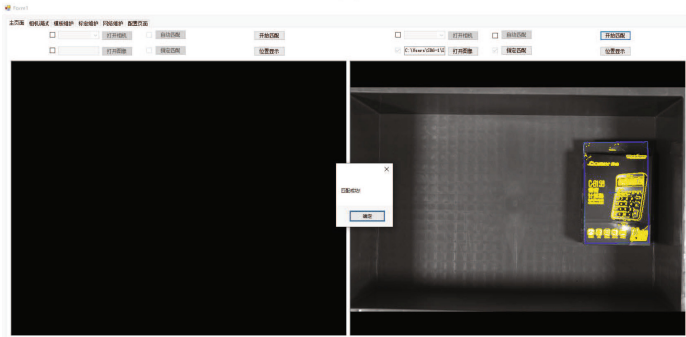 Form1
主页面 相机调试 模板维护 标定维护 网络维护 配置页面
打开相机 自动匹配 开始匹配 打开相机 自动匹配 开始匹配
打开图像 指定匹配 位置显示 C:\Users\ 打开图像 指定匹配 位置显示
匹配成功!
确定